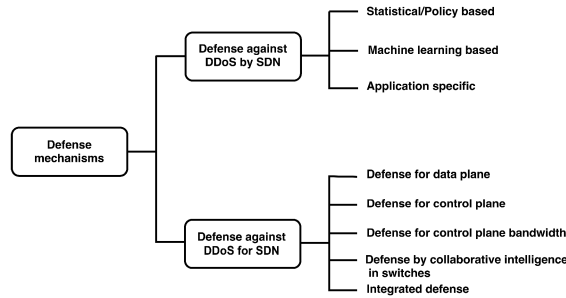 Defense
mechanisms
Defense against
DDoS by SDN
Statistical/Policy based
Machine learning based
Application specific
Defense against
DDoS for SDN
Defense for data plane
Defense for control plane
Defense for control plane bandwidth
Defense by collaborative intelligence
in switches
Integrated defense